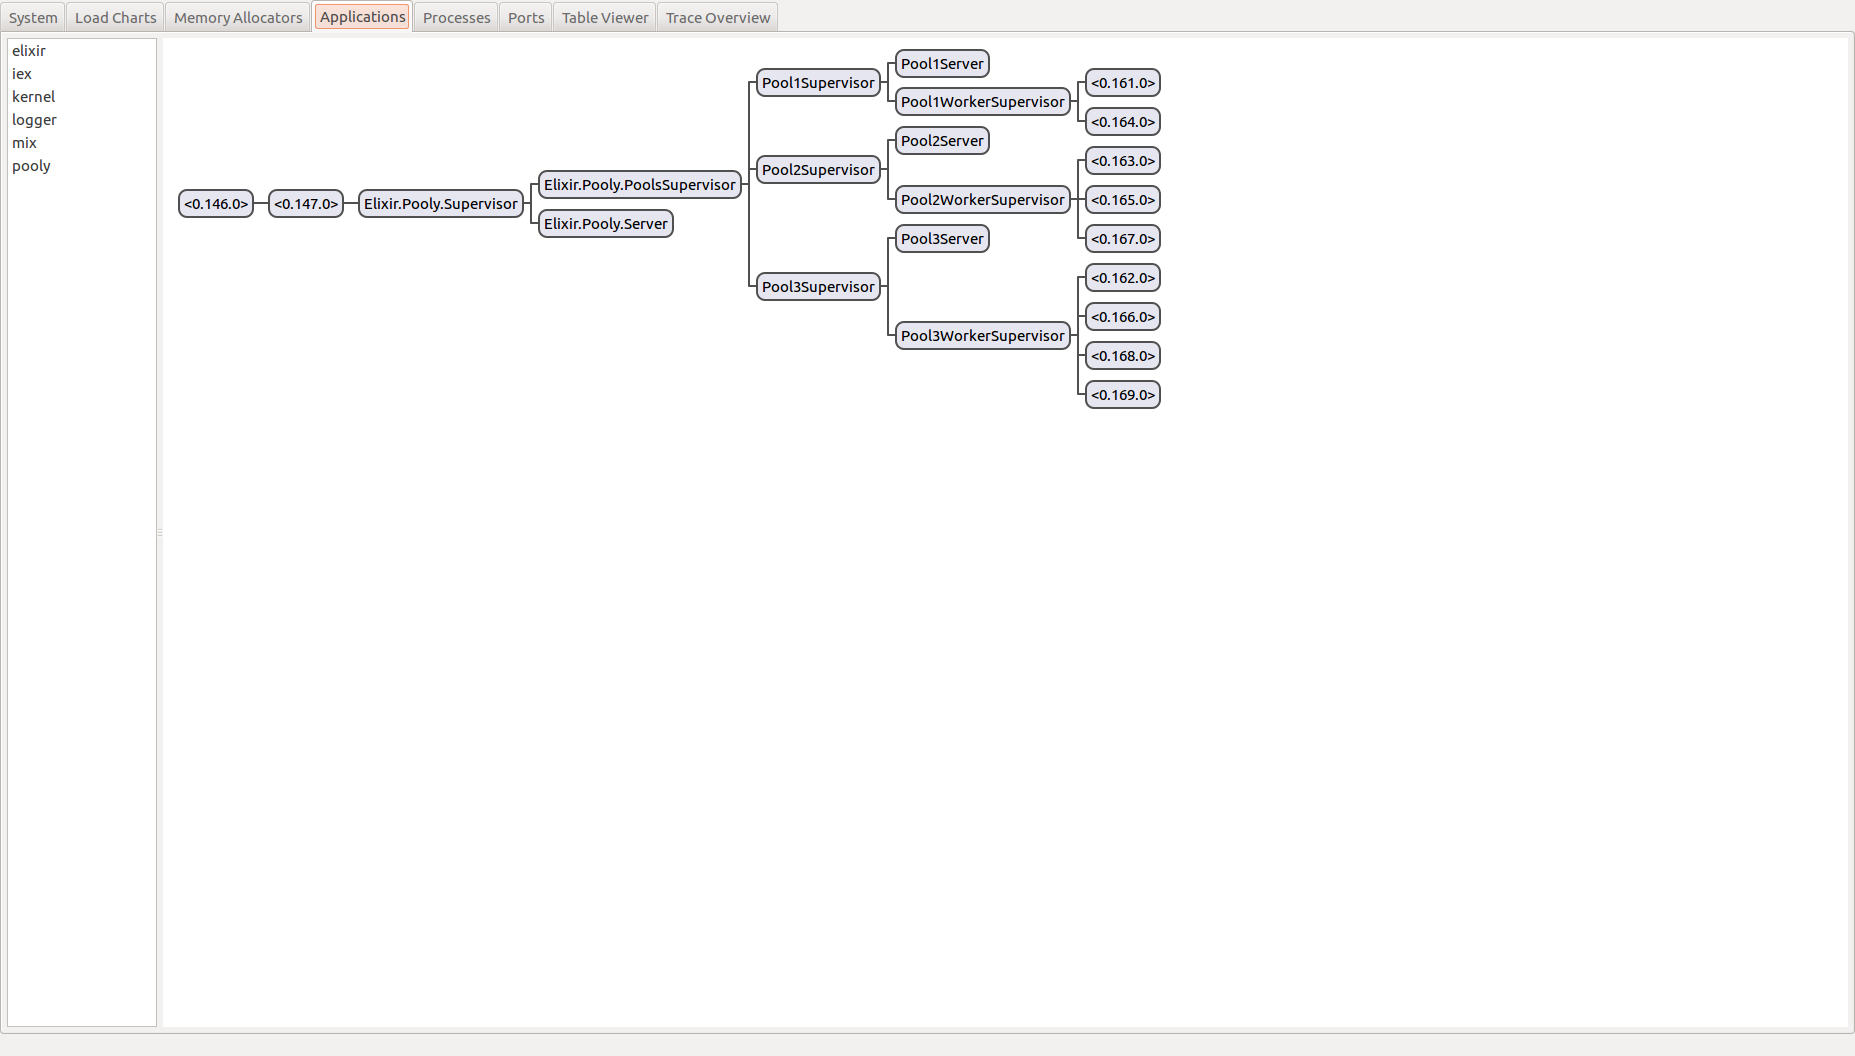 System Load Charts Memory Allocators Applications Processes Ports Table Viewer Trace Overview
elixir
iex
kernel
logger
mix
pooly
<0.146.0>
<0.147.0>
Elixir.Pooly.Supervisor
Elixir.Pooly.PoolsSupervisor
Elixir.Pooly.Server
Pool1Supervisor
Pool1Server
Pool1WorkerSupervisor
<0.161.0>
<0.164.0>
Pool2Supervisor
Pool2Server
Pool2WorkerSupervisor
<0.163.0>
<0.165.0>
<0.167.0>
Pool3Supervisor
Pool3Server
Pool3WorkerSupervisor
<0.162.0>
<0.166.0>
<0.168.0>
<0.169.0>